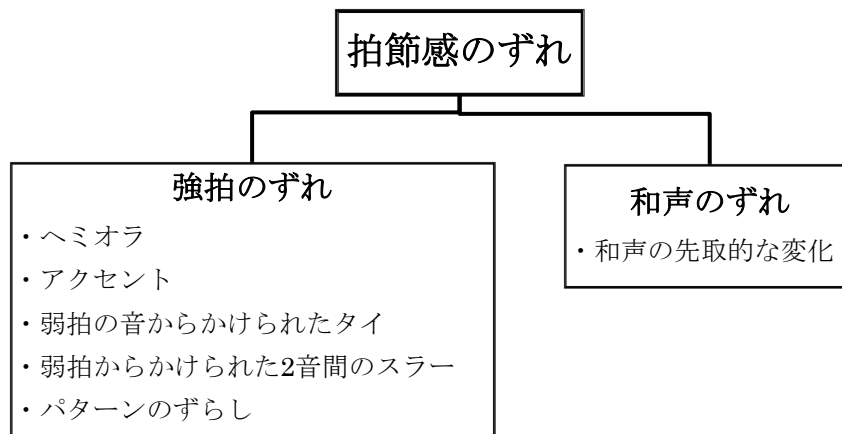 拍節感のずれ
強拍のずれ
・ヘミオラ
・アクセント
・弱拍の音からかけられたタイ
・弱拍からかけられた2音間のスラー
・パターンのずらし
和声のずれ
・和声の先取的な変化